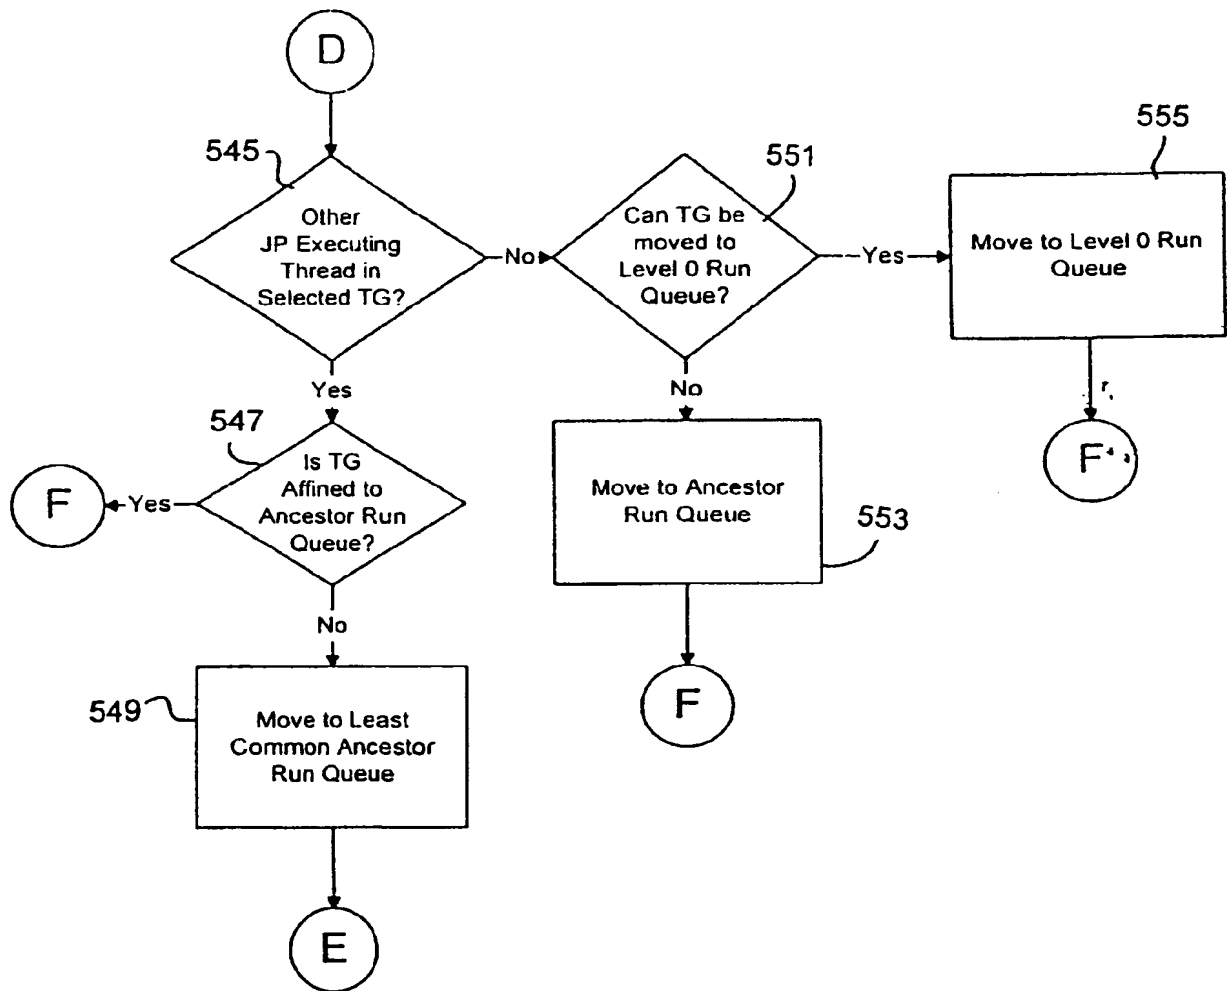 D
545
Other
JP Executing
Thread in
Selected TG?
No
551
Can TG be
moved to
Level 0 Run
Queue?
Yes
555
Move to Level 0 Run
Queue
F
Yes
547
Is TG
Affined to
Ancestor Run
Queue?
Yes
F
No
Move to Ancestor
Run Queue
553
F
No
549
Move to Least
Common Ancestor
Run Queue
E